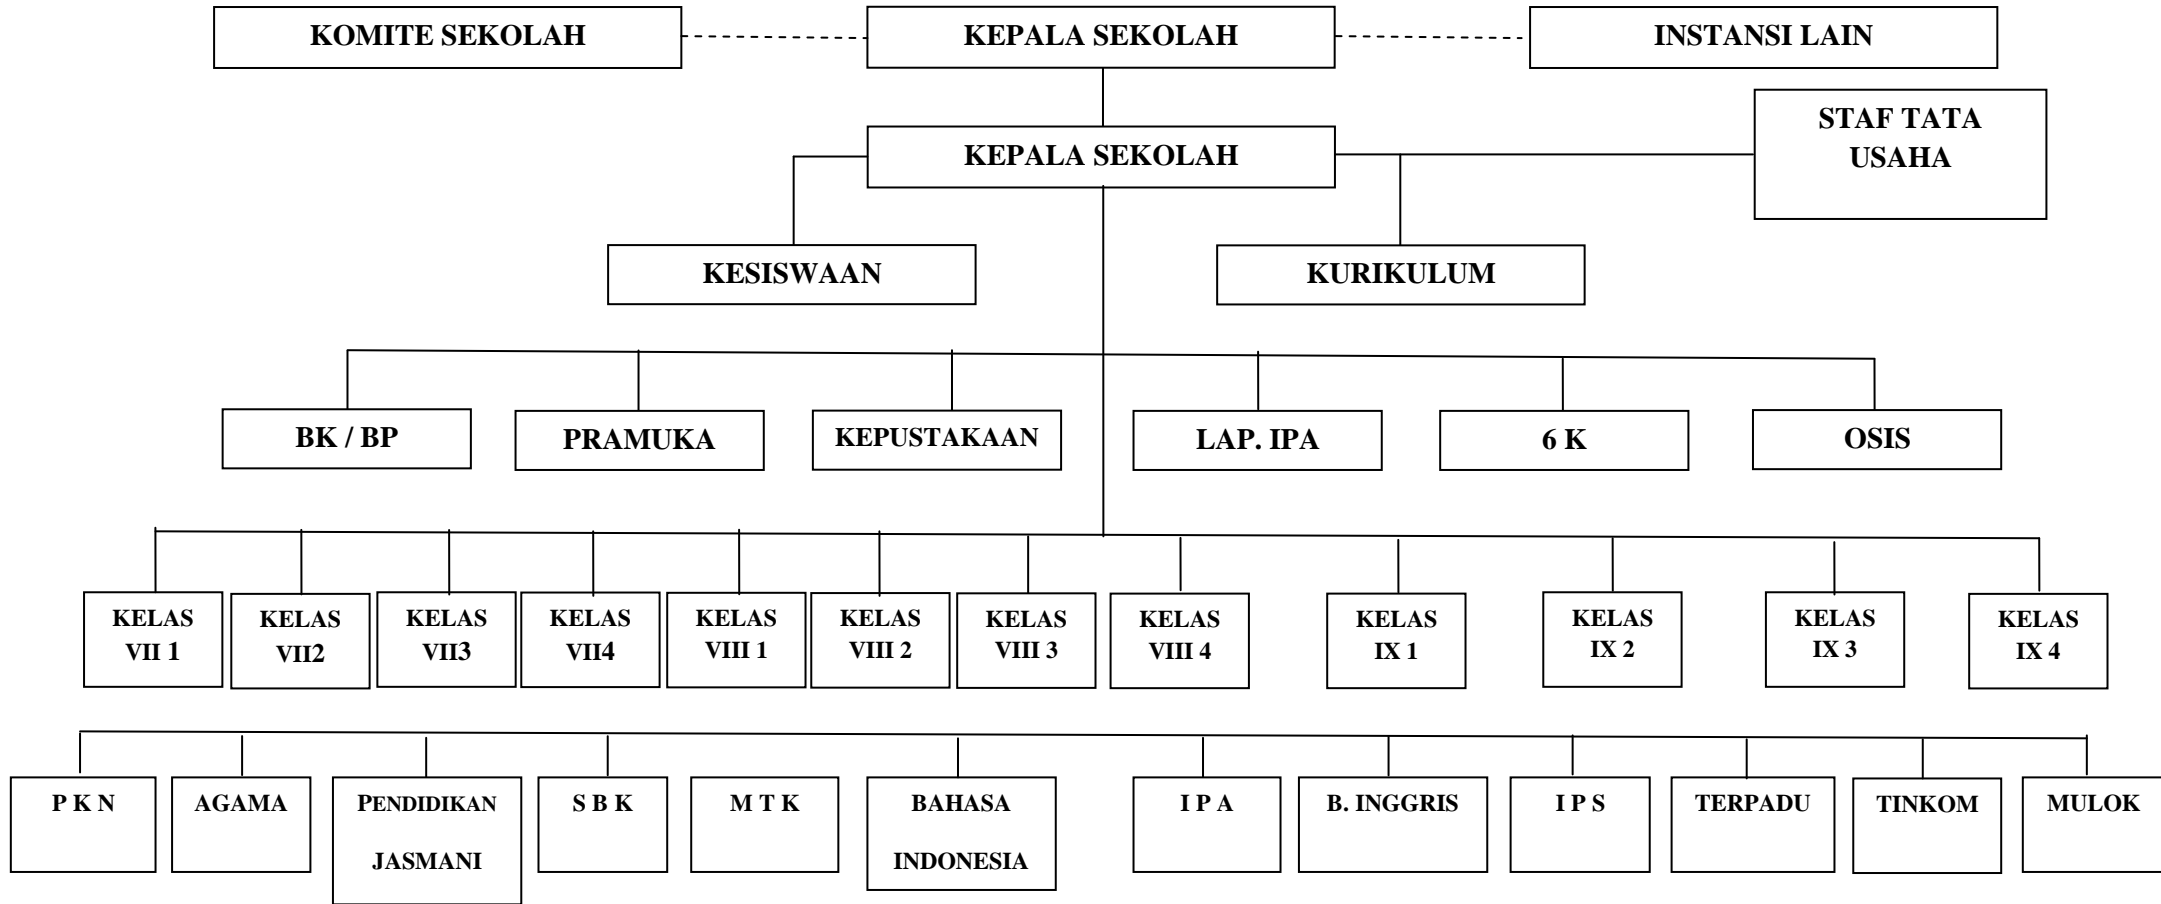 KOMITE SEKOLAH
KEPALA SEKOLAH
INSTANSI LAIN
KEPALA SEKOLAH
STAF TATA
USAHA
KESISWAAN
KURIKULUM
BK / BP
PRAMUKA
KEPUSTAKAAN
LAP. IPA
6 K
OSIS
KELAS
VII 1
KELAS
VII2
KELAS
VII3
KELAS
VII4
KELAS
VIII 1
KELAS
VIII 2
KELAS
VIII 3
KELAS
VIII 4
KELAS
IX 1
KELAS
IX 2
KELAS
IX 3
KELAS
IX 4
P K N
AGAMA
PENDIDIKAN
JASMANI
S B K
M T K
BAHASA
INDONESIA
I P A
B. INGGRIS
I P S
TERPADU
TINKOM
MULOK